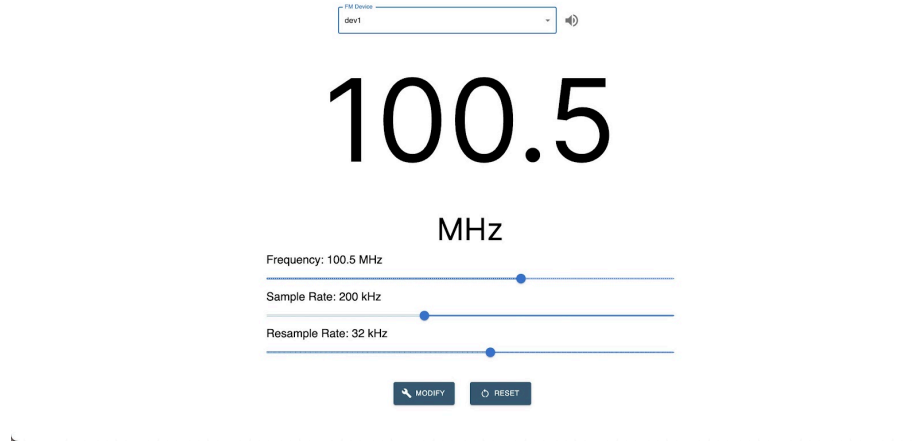 FM Device
dev1
100.5
MHz
Frequency: 100.5 MHz
Sample Rate: 200 kHz
Resample Rate: 32 kHz
MODIFY
RESET